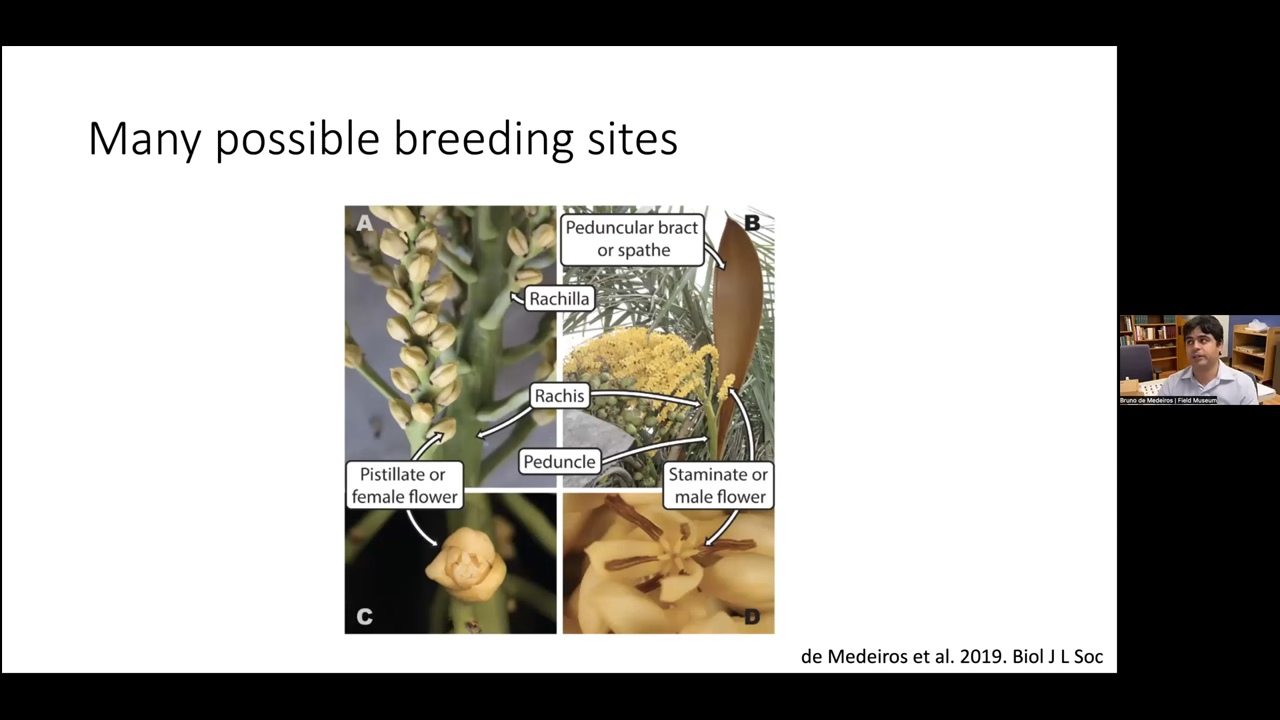 Many possible breeding sites
A
B
Peduncular bract
or spathe
Rachilla
Rachis
Peduncle
Pistillate or
female flower
Staminate or
male flower
C
D
de Medeiros et al. 2019. Biol J L Soc
Bruno de Medeiros | Field Museum